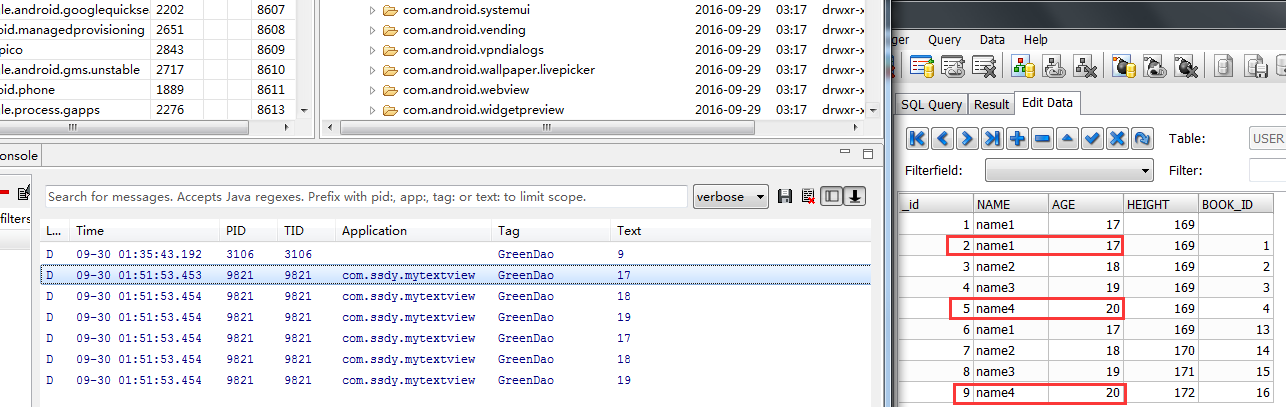 le.android.googlequickse 2202 8607
oid.managedprovisioning 2651 8608
pico 2843 8609
le.android.gms.unstable 2717 8610
oid.phone 1889 8611
le.process.gapps 2276 8613
com.android.systemui 2016-09-29 03:17 drwxr-x
com.android.vending 2016-09-29 03:17 drwxr-x
com.android.vpndialogs 2016-09-29 03:17 drwxr-x
com.android.wallpaper.livepicker 2016-09-29 03:17 drwxr-x
com.android.webview 2016-09-29 03:17 drwxr-x
com.android.widgetpreview 2016-09-29 03:17 drwxr-x
onsole
filters
Search for messages. Accepts Java regexes. Prefix with pid:, app:, tag: or text: to limit scope.
verbose
L... Time PID TID Application Tag Text
D 09-30 01:35:43.192 3106 3106 GreenDao 9
D 09-30 01:51:53.453 9821 9821 com.ssdy.mytextview GreenDao 17
D 09-30 01:51:53.454 9821 9821 com.ssdy.mytextview GreenDao 18
D 09-30 01:51:53.454 9821 9821 com.ssdy.mytextview GreenDao 19
D 09-30 01:51:53.454 9821 9821 com.ssdy.mytextview GreenDao 17
D 09-30 01:51:53.454 9821 9821 com.ssdy.mytextview GreenDao 18
D 09-30 01:51:53.454 9821 9821 com.ssdy.mytextview GreenDao 19
ger Query Data Help
SQL Query Result Edit Data
Table: USER
Filterfield: Filter:
_id NAME AGE HEIGHT BOOK_ID
1 name1 17 169
2 name1 17 169 1
3 name2 18 169 2
4 name3 19 169 3
5 name4 20 169 4
6 name1 17 169 13
7 name2 18 170 14
8 name3 19 171 15
9 name4 20 172 16